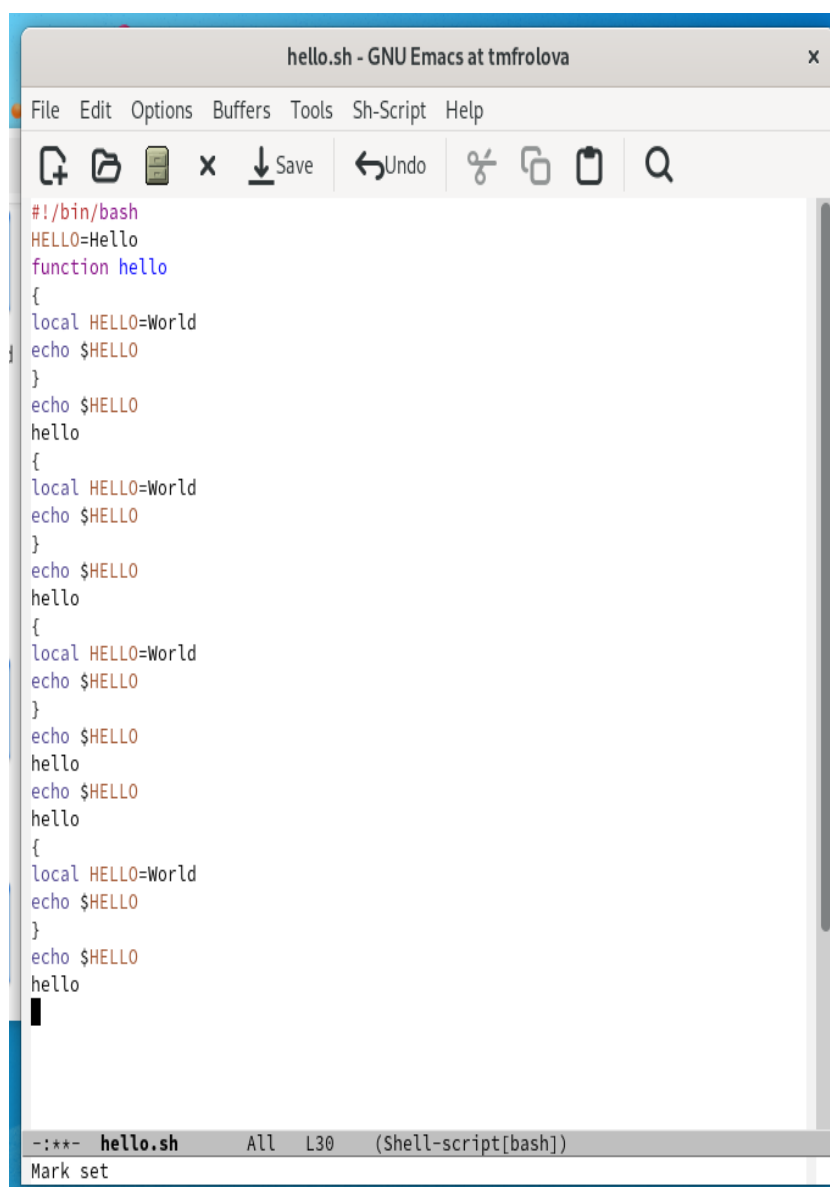 hello.sh - GNU Emacs at tmfrolova x
File Edit Options Buffers Tools Sh-Script Help
Save Undo
#!/bin/bash
HELLO=Hello
function hello
{
local HELLO=World
echo $HELLO
}
echo $HELLO
hello
{
local HELLO=World
echo $HELLO
}
echo $HELLO
hello
{
local HELLO=World
echo $HELLO
}
echo $HELLO
hello
echo $HELLO
hello
{
local HELLO=World
echo $HELLO
}
echo $HELLO
hello
-:**- hello.sh All L30 (Shell-script[bash])
Mark set